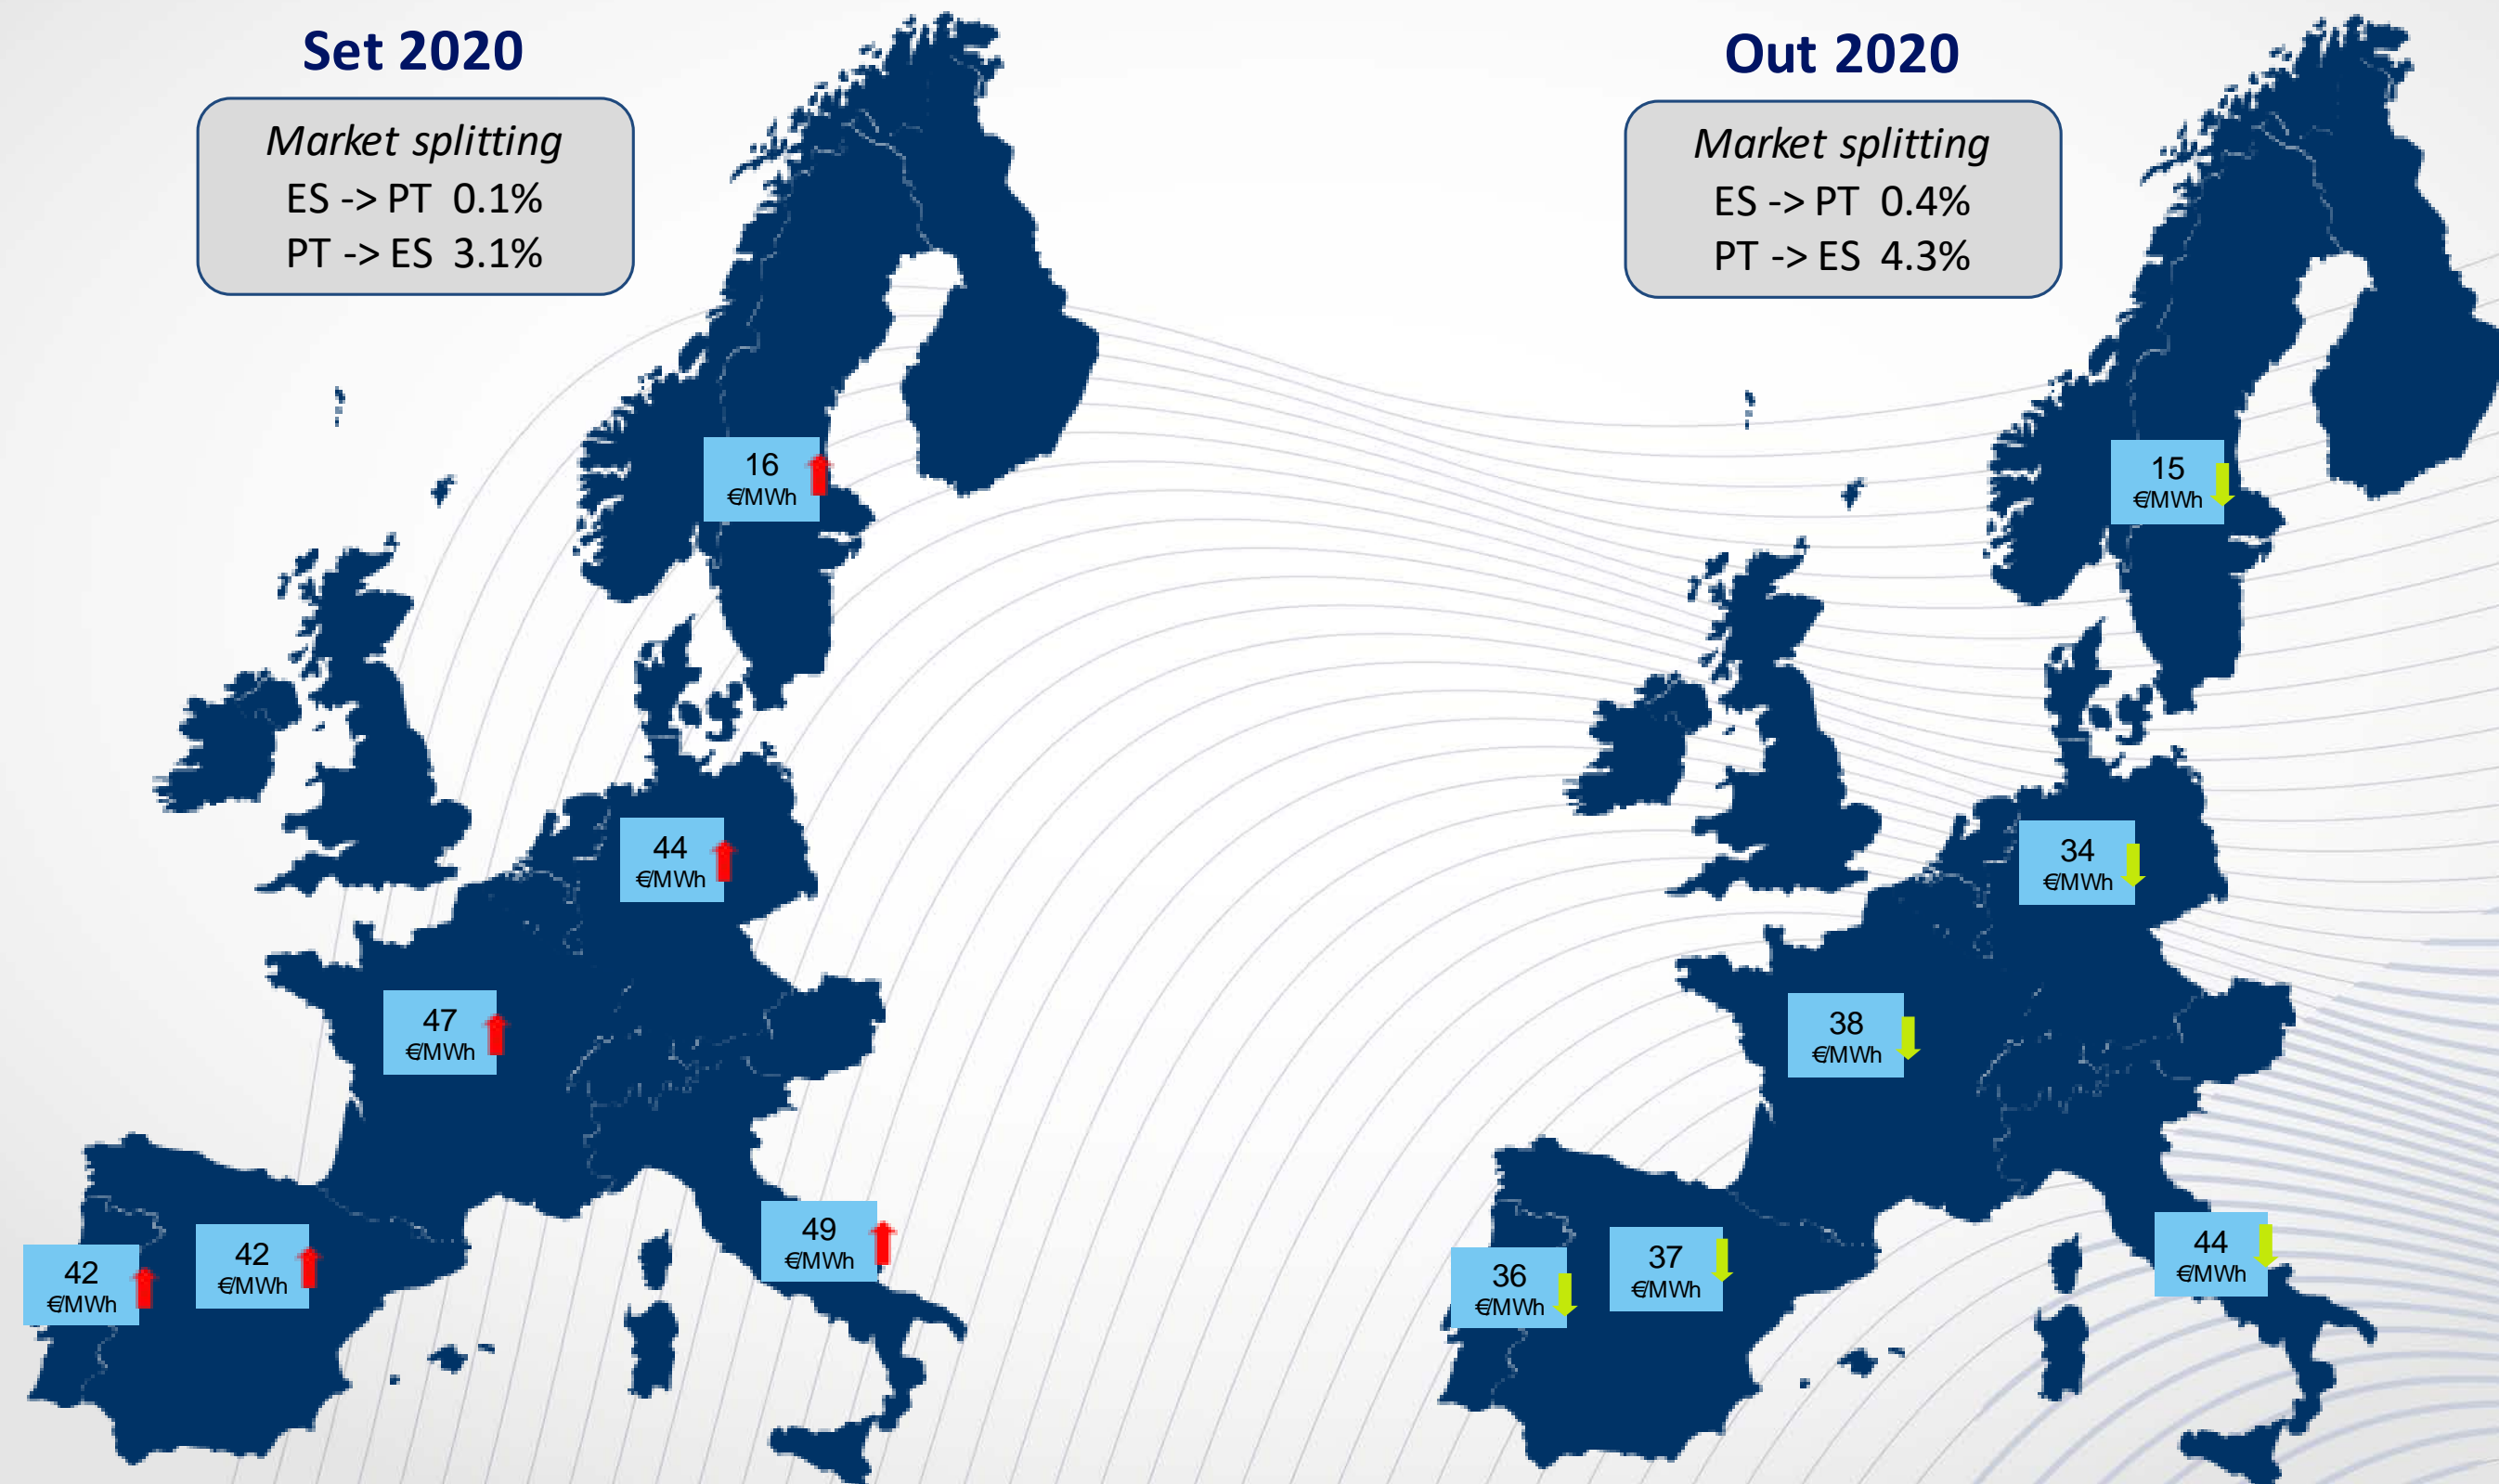 Set 2020
Market splitting
ES -> PT 0.1%
PT -> ES 3.1%
16
€/MWh
44
€/MWh
47
€/MWh
49
€/MWh
42
€/MWh
42
€/MWh
Out 2020
Market splitting
ES -> PT 0.4%
PT -> ES 4.3%
15
€/MWh
34
€/MWh
38
€/MWh
44
€/MWh
37
€/MWh
36
€/MWh